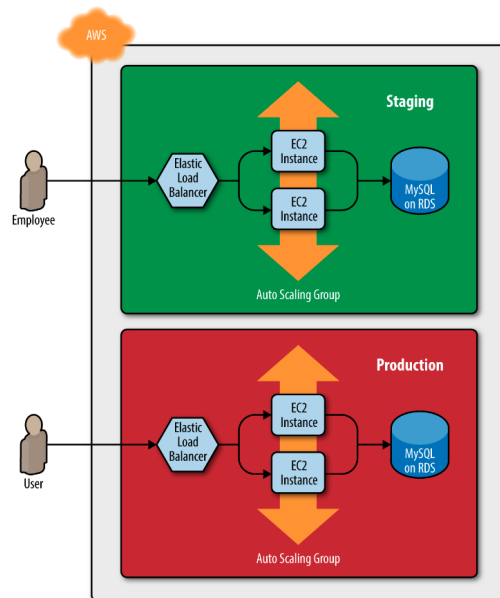 AWS
Staging
Elastic
Load
Balancer
EC2
Instance
EC2
Instance
MySQL
on RDS
Employee
Auto Scaling Group
Production
Elastic
Load
Balancer
EC2
Instance
EC2
Instance
MySQL
on RDS
User
Auto Scaling Group